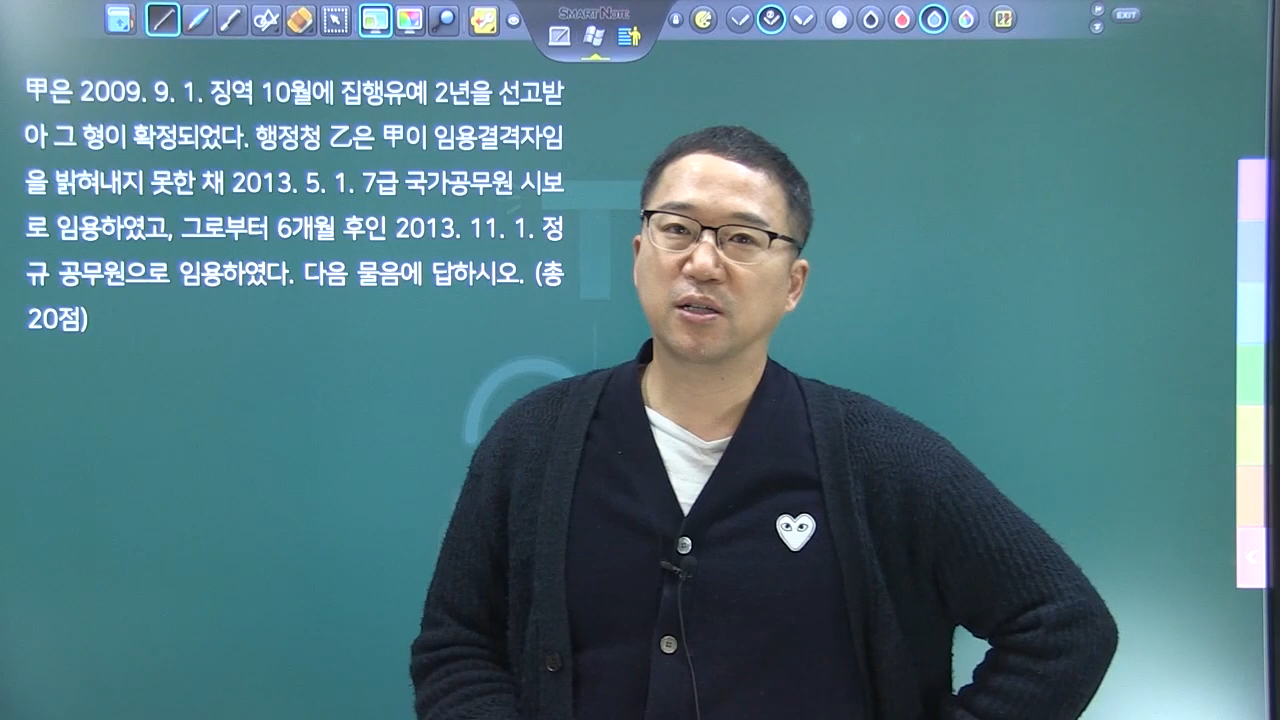 SMARTNOTE
EXIT
甲은 2009. 9. 1. 징역 10월에 집행유예 2년을 선고받
아 그 형이 확정되었다. 행정청 乙은 甲이 임용결격자임
을 밝혀내지 못한 채 2013. 5. 1. 7급 국가공무원 시보
로 임용하였고, 그로부터 6개월 후인 2013. 11. 1. 정
규 공무원으로 임용하였다. 다음 물음에 답하시오. (총
20점)